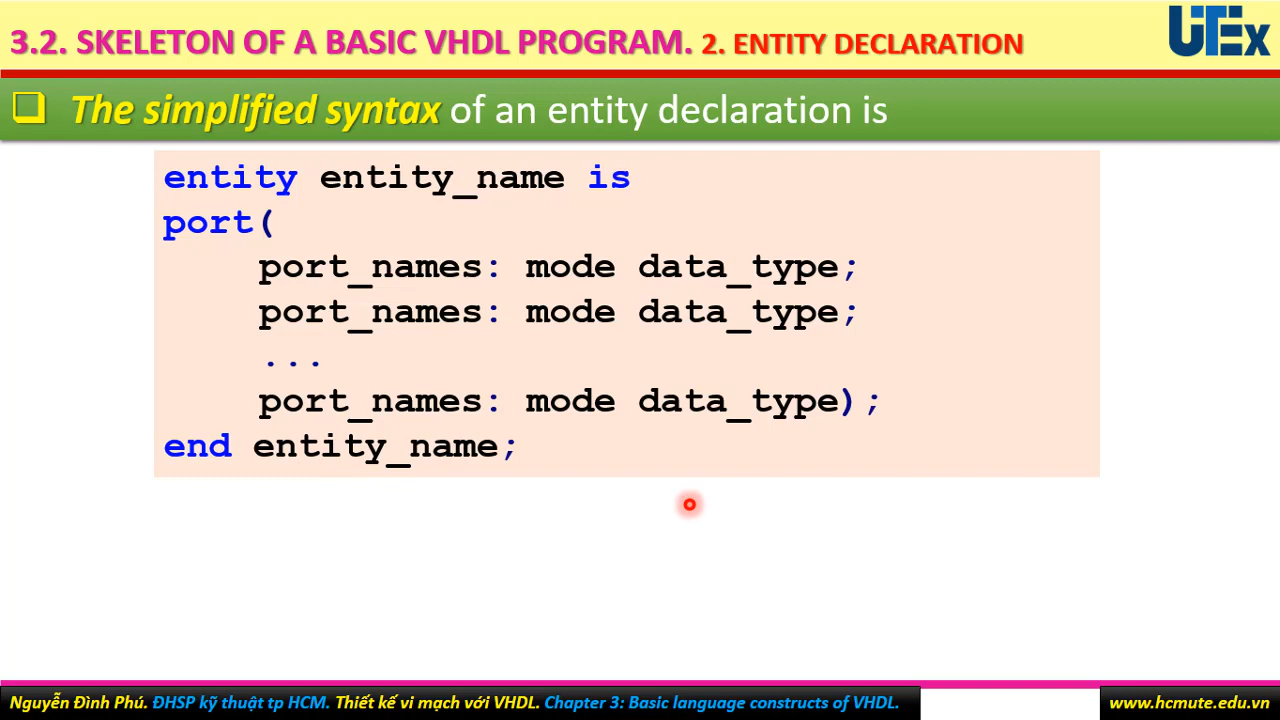 3.2. SKELETON OF A BASIC VHDL PROGRAM. 2. ENTITY DECLARATION
UTEx
The simplified syntax of an entity declaration is
entity entity_name is
port(
port_names: mode data_type;
port_names: mode data_type;
...
port_names: mode data_type);
end entity_name;
Nguyễn Đình Phú. ĐHSP kỹ thuật tp HCM. Thiết kế vi mạch với VHDL. Chapter 3: Basic language constructs of VHDL.
www.hcmute.edu.vn